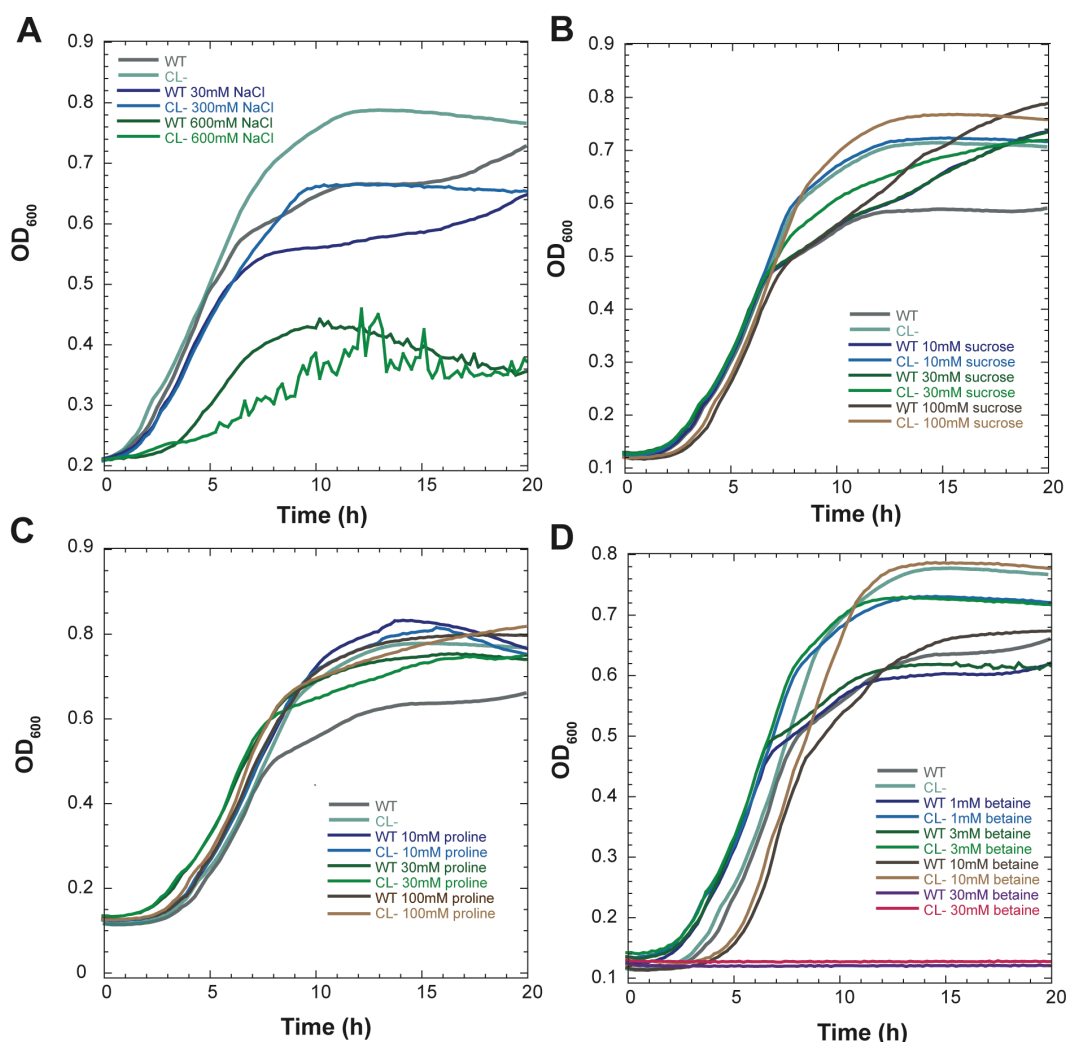 A
0.9
0.8
0.7
0.6
0.5
0.4
0.3
0.2
OD600
0
5
10
15
20
Time (h)
WT
CL-
WT 30mM NaCl
CL- 300mM NaCl
WT 600mM NaCl
CL- 600mM NaCl
B
0.9
0.8
0.7
0.6
0.5
0.4
0.3
0.2
0.1
OD600
0
5
10
15
20
Time (h)
WT
CL-
WT 10mM sucrose
CL- 10mM sucrose
WT 30mM sucrose
CL- 30mM sucrose
WT 100mM sucrose
CL- 100mM sucrose
C
0.9
0.8
0.6
0.4
0.2
0
OD600
0
5
10
15
20
Time (h)
WT
CL-
WT 10mM proline
CL- 10mM proline
WT 30mM proline
CL- 30mM proline
WT 100mM proline
CL- 100mM proline
D
0.8
0.7
0.6
0.5
0.4
0.3
0.2
0.1
OD600
0
5
10
15
20
Time (h)
WT
CL-
WT 1mM betaine
CL- 1mM betaine
WT 3mM betaine
CL- 3mM betaine
WT 10mM betaine
CL- 10mM betaine
WT 30mM betaine
CL- 30mM betaine